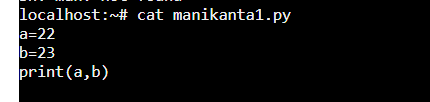 localhost:~# cat manikanta1.py
a=22
b=23
print(a,b)